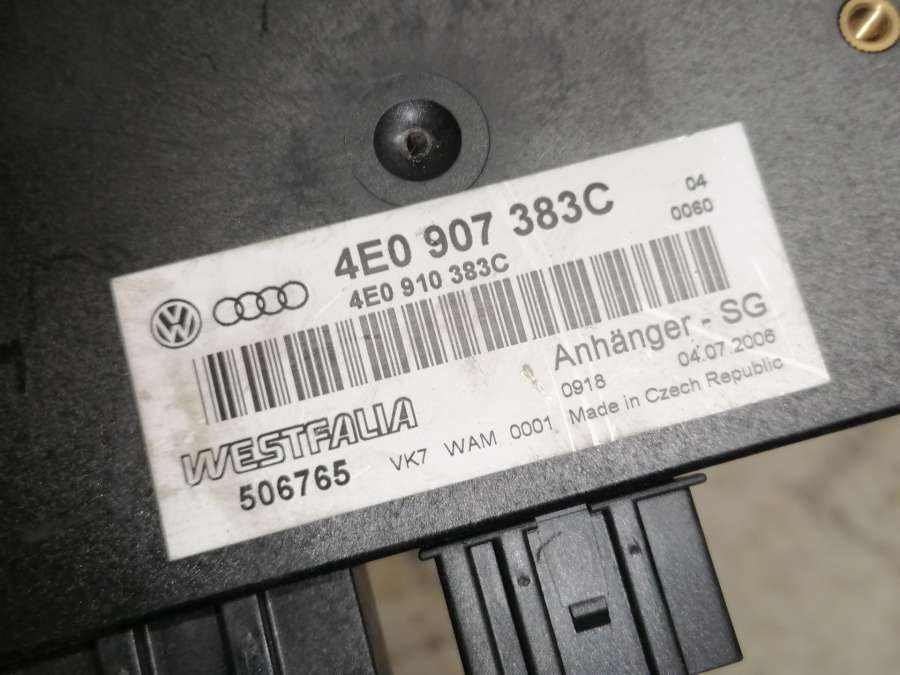 4E0 907 383C
04
0060
4E0 910 383C
Anhänger - SG
0918 04.07.2006
WESTFALIA
506765
VK7 WAM 0001 Made in Czech Republic